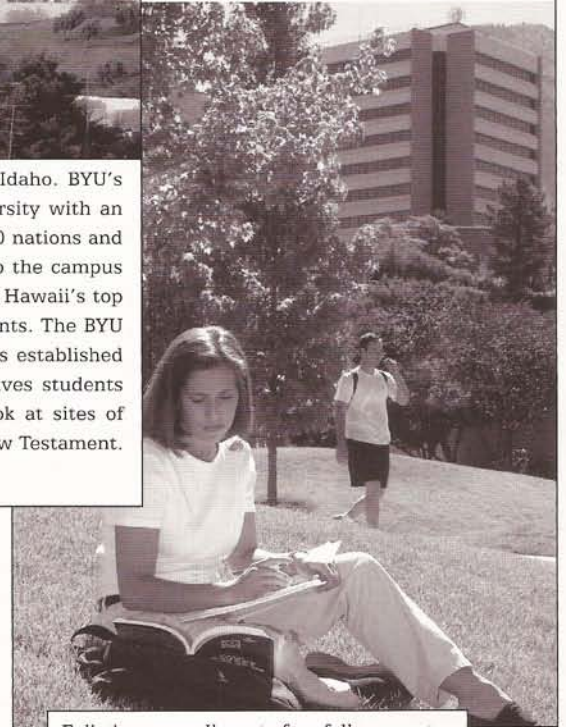 Idaho. BYU's
rsity with an
0 nations and
o the campus
Hawaii's top
nts. The BYU
s established
ives students
ok at sites of
w Testament.